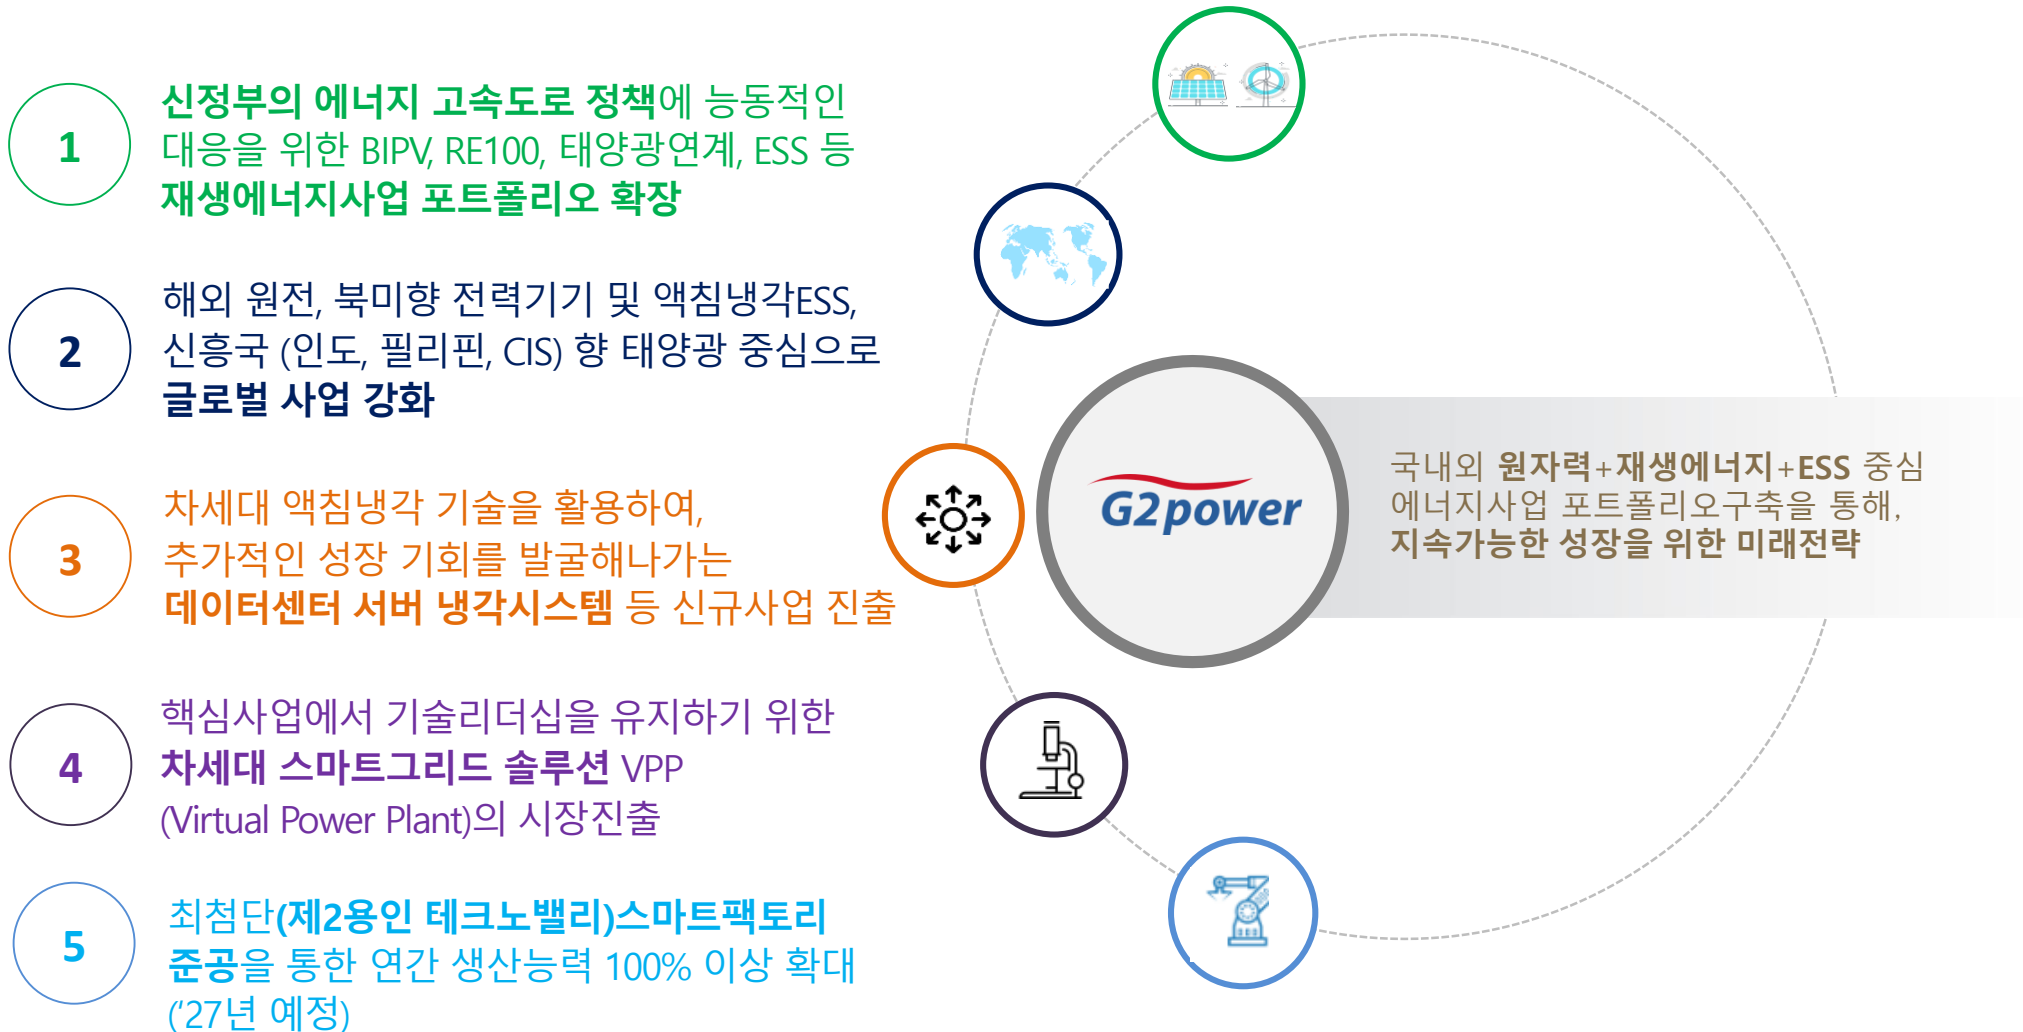 1
신정부의 에너지 고속도로 정책에 능동적인
대응을 위한 BIPV, RE100, 태양광연계, ESS 등
재생에너지사업 포트폴리오 확장
2
해외 원전, 북미향 전력기기 및 액침냉각ESS,
신흥국 (인도, 필리핀, CIS) 향 태양광 중심으로
글로벌 사업 강화
3
차세대 액침냉각 기술을 활용하여,
추가적인 성장 기회를 발굴해나가는
데이터센터 서버 냉각시스템 등 신규사업 진출
4
핵심사업에서 기술리더십을 유지하기 위한
차세대 스마트그리드 솔루션 VPP
(Virtual Power Plant)의 시장진출
5
최첨단(제2용인 테크노밸리)스마트팩토리
준공을 통한 연간 생산능력 100% 이상 확대
('27년 예정)
G2power
국내외 원자력+재생에너지+ESS 중심
에너지사업 포트폴리오구축을 통해,
지속가능한 성장을 위한 미래전략